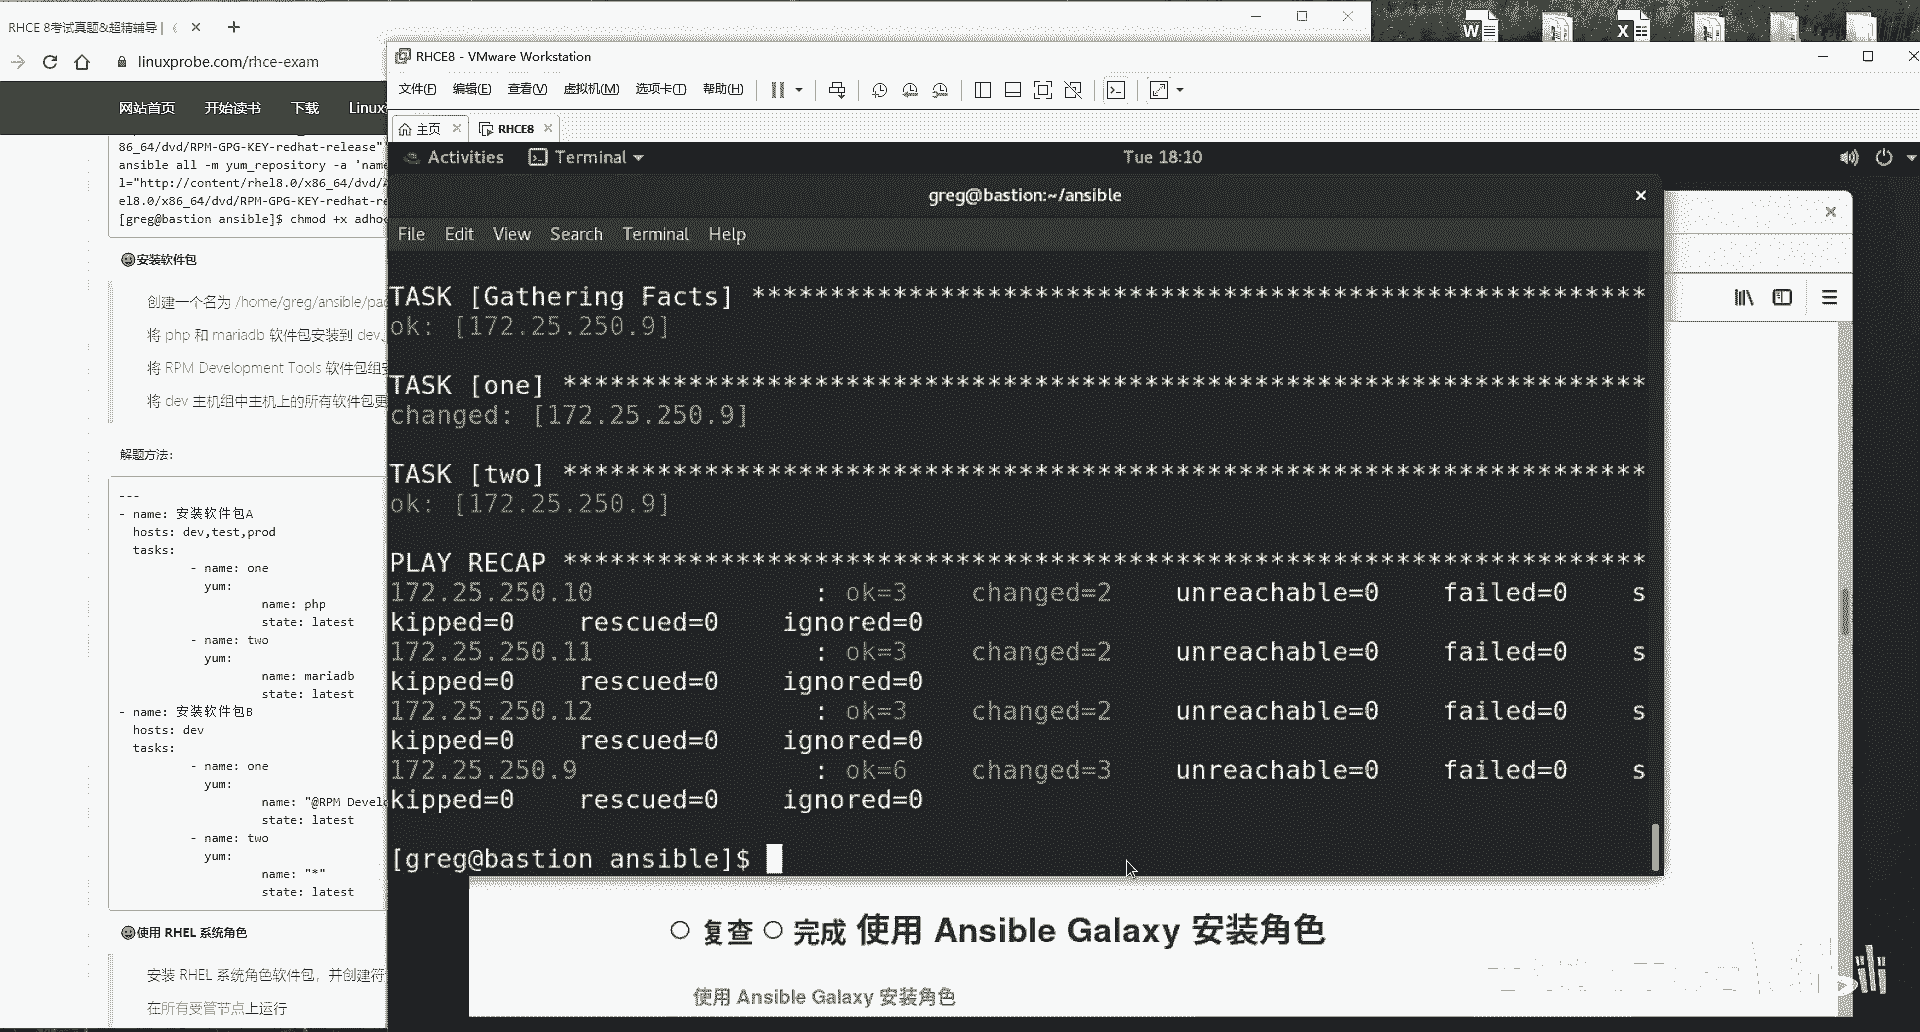 RHCE 8考试真题&超精辅导 | 《
linuxprobe.com/rhce-exam
网站首页 开始读书 下载 Linux
86_64/dvd/RPM-GPG-KEY-redhat-release"
ansible all -m yum_repository -a 'name
l="http://content/rhel8.0/x86_64/dvd/
el8.0/x86_64/dvd/RPM-GPG-KEY-redhat-re
[greg@bastion ansible]$ chmod +x adhoc
安装软件包
创建一个名为 /home/greg/ansible/pac
将 php 和 mariadb 软件包安装到 dev、
将 RPM Development Tools 软件包组安
将 dev 主机组中主机上的所有软件包更
解题方法:
---
- name: 安装软件包A
hosts: dev,test,prod
tasks:
- name: one
yum:
name: php
state: latest
- name: two
yum:
name: mariadb
state: latest
- name: 安装软件包B
hosts: dev
tasks:
- name: one
yum:
name: "@RPM Develo
state: latest
- name: two
yum:
name: "*"
state: latest
使用 RHEL 系统角色
安装 RHEL 系统角色软件包，并创建符
在所有受管节点上运行
RHCE8 - VMware Workstation
文件(F) 编辑(E) 查看(V) 虚拟机(M) 选项卡(T) 帮助(H)
主页 RHCE8
Activities Terminal Tue 18:10
greg@bastion:~/ansible
File Edit View Search Terminal Help
TASK [Gathering Facts] *********************************************************
ok: [172.25.250.9]
TASK [one] *********************************************************************
changed: [172.25.250.9]
TASK [two] *********************************************************************
ok: [172.25.250.9]
PLAY RECAP *********************************************************************
172.25.250.10 : ok=3 changed=2 unreachable=0 failed=0 s
kipped=0 rescued=0 ignored=0
172.25.250.11 : ok=3 changed=2 unreachable=0 failed=0 s
kipped=0 rescued=0 ignored=0
172.25.250.12 : ok=3 changed=2 unreachable=0 failed=0 s
kipped=0 rescued=0 ignored=0
172.25.250.9 : ok=6 changed=3 unreachable=0 failed=0 s
kipped=0 rescued=0 ignored=0
[greg@bastion ansible]$
复查 完成 使用 Ansible Galaxy 安装角色
使用 Ansible Galaxy 安装角色